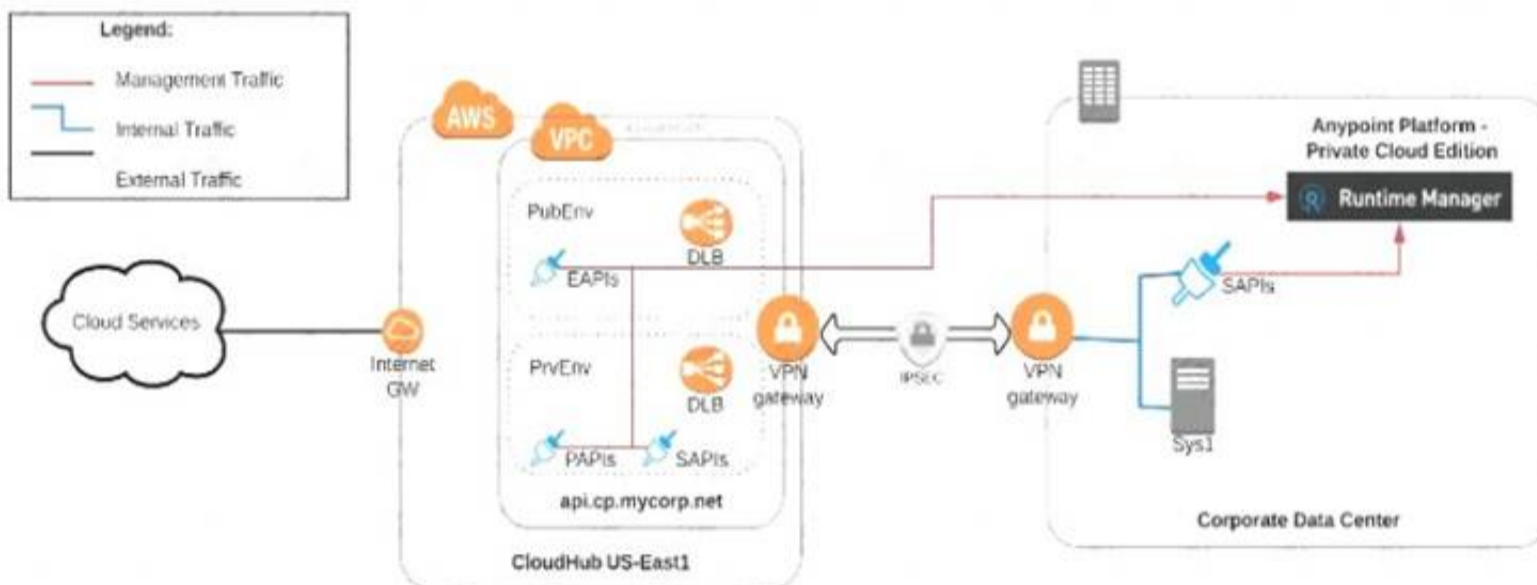 Legend:
Management Traffic
Internal Traffic
External Traffic
AWS
VPC
Anypoint Platform -
Private Cloud Edition
Runtime Manager
PubEnv
DLB
EAPIs
SAPIs
Cloud Services
Internet
GW
PrvEnv
DLB
VPN
gateway
IPSEC
VPN
gateway
PAPIs
SAPIs
Sys1
api.cp.mycorp.net
CloudHub US-East1
Corporate Data Center